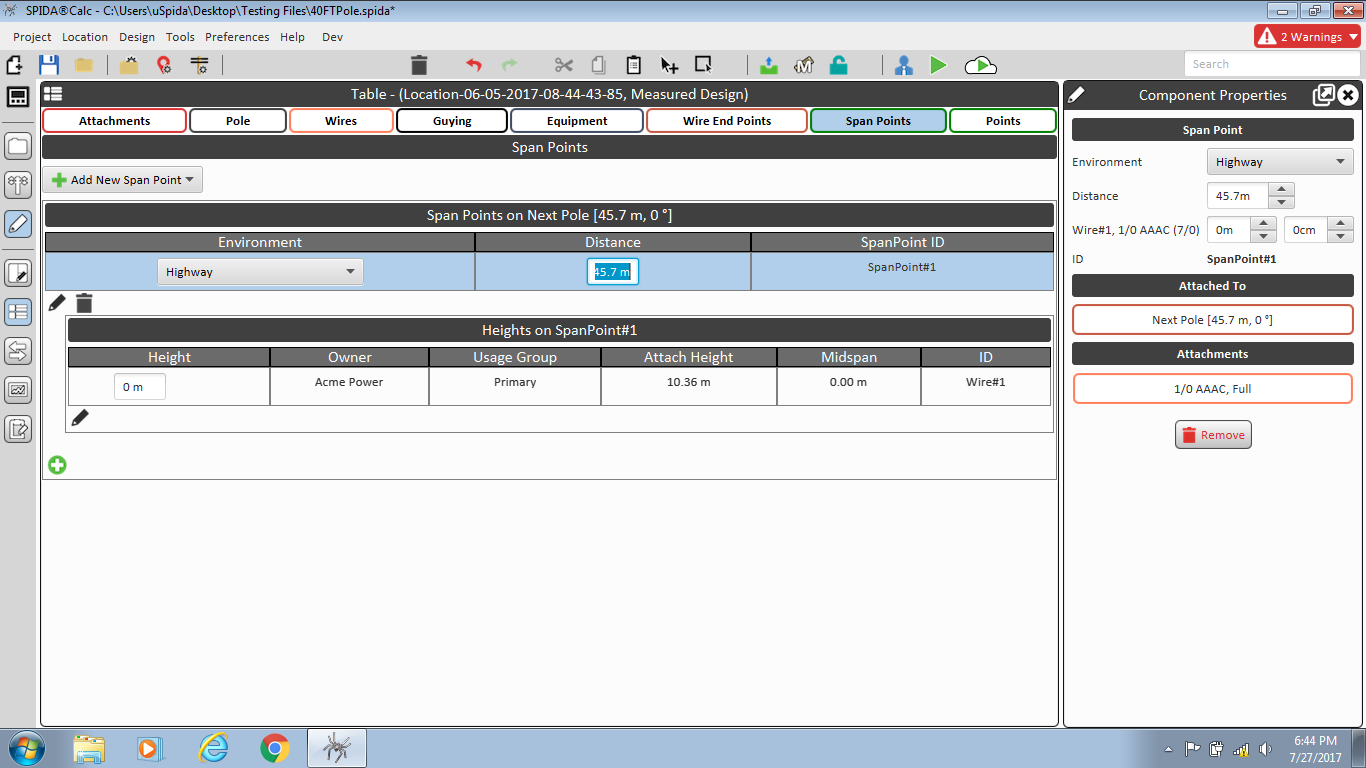 SPIDA®Calc - C:\Users\uSpida\Desktop\Testing Files\40FTPole.spida*
Project Location Design Tools Preferences Help Dev
2 Warnings
Search
Table - (Location-06-05-2017-08-44-43-85, Measured Design)
Attachments Pole Wires Guying Equipment Wire End Points Span Points Points
Span Points
Add New Span Point
Span Points on Next Pole [45.7 m, 0 °]
Environment Distance SpanPoint ID
Highway 45.7 m SpanPoint#1
Heights on SpanPoint#1
Height Owner Usage Group Attach Height Midspan ID
0 m Acme Power Primary 10.36 m 0.00 m Wire#1
Component Properties
Span Point
Environment Highway
Distance 45.7m
Wire#1, 1/0 AAAC (7/0) 0m 0cm
ID SpanPoint#1
Attached To
Next Pole [45.7 m, 0 °]
Attachments
1/0 AAAC, Full
Remove
6:44 PM
7/27/2017